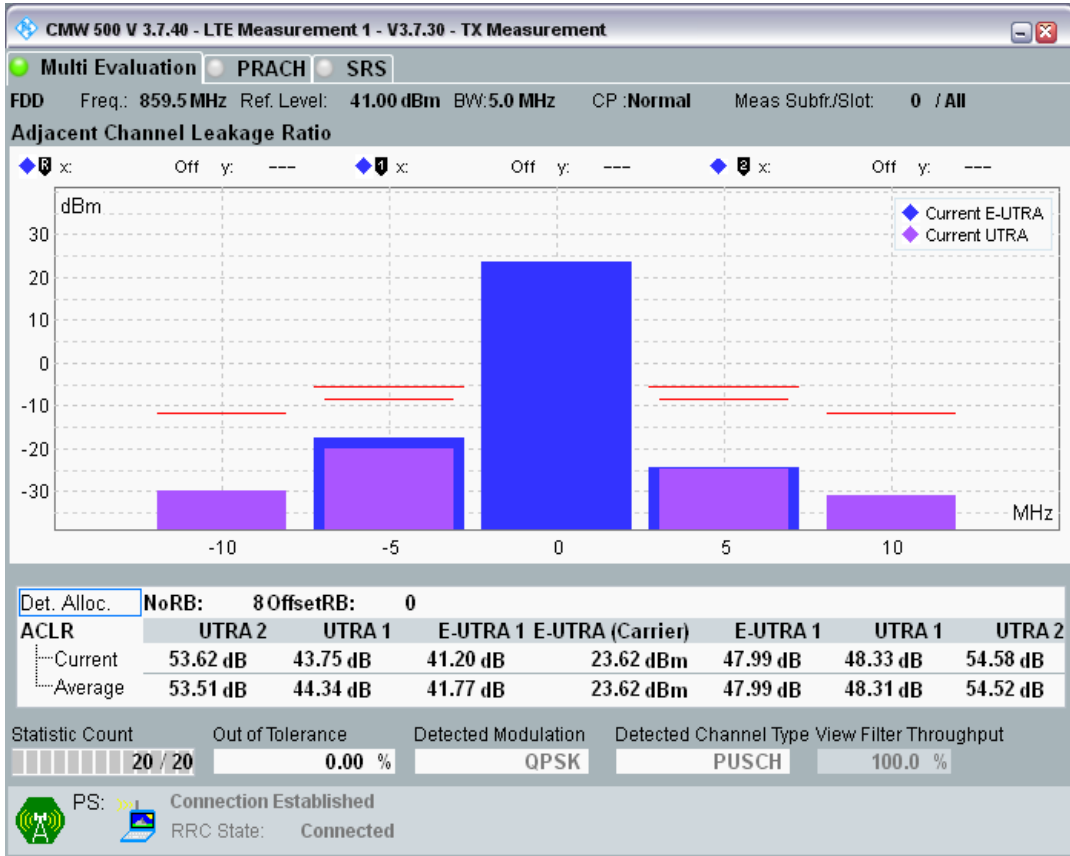 CMW 500 V 3.7.40 - LTE Measurement 1 - V3.7.30 - TX Measurement
Multi Evaluation PRACH SRS
FDD Freq.: 859.5 MHz Ref. Level: 41.00 dBm BW: 5.0 MHz CP :Normal Meas Subfr./Slot: 0 / All
Adjacent Channel Leakage Ratio
R x: Off y: --- 1 x: Off y: --- 2 x: Off y: ---
dBm
Current E-UTRA
Current UTRA
30
20
10
0
-10
-20
-30
MHz
-10 -5 0 5 10
Det. Alloc. NoRB: 8 OffsetRB: 0
ACLR UTRA 2 UTRA 1 E-UTRA 1 E-UTRA (Carrier) E-UTRA 1 UTRA 1 UTRA 2
Current 53.62 dB 43.75 dB 41.20 dB 23.62 dBm 47.99 dB 48.33 dB 54.58 dB
Average 53.51 dB 44.34 dB 41.77 dB 23.62 dBm 47.99 dB 48.31 dB 54.52 dB
Statistic Count Out of Tolerance Detected Modulation Detected Channel Type View Filter Throughput
20 / 20 0.00 % QPSK PUSCH 100.0 %
PS: Connection Established
RRC State: Connected